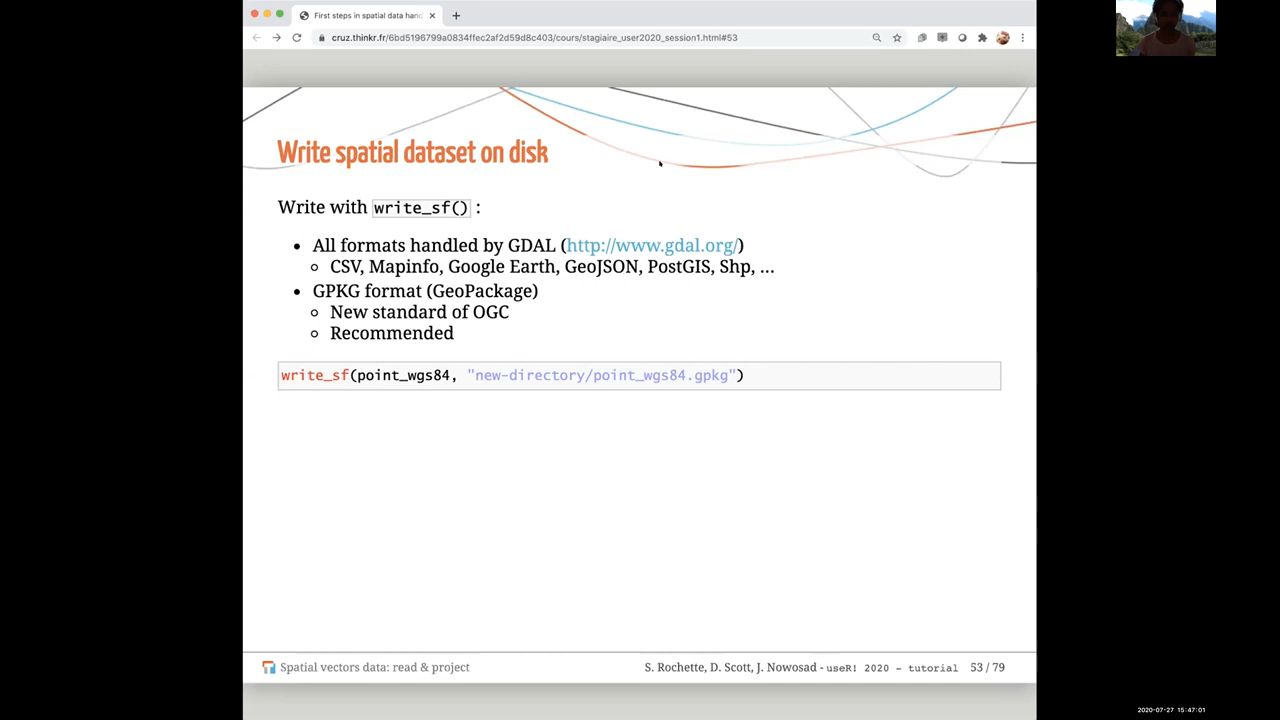 First steps in spatial data hand
cruz.thinkr.fr/6bd5196799a0834ffec2af2d59d8c403/cours/stagiaire_user2020_session1.html#53
Write spatial dataset on disk
Write with write_sf() :
All formats handled by GDAL (http://www.gdal.org/)
CSV, Mapinfo, Google Earth, GeoJSON, PostGIS, Shp, ...
GPKG format (GeoPackage)
New standard of OGC
Recommended
write_sf(point_wgs84, "new-directory/point_wgs84.gpkg")
Spatial vectors data: read & project
S. Rochette, D. Scott, J. Nowosad - useR! 2020 - tutorial 53 / 79
2020-07-27 15:47:01